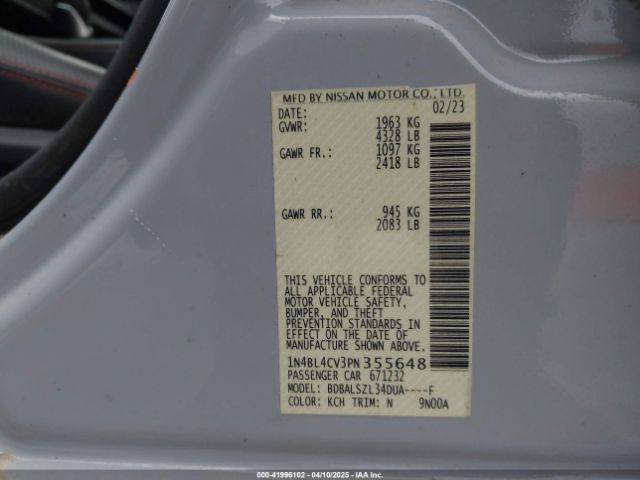 MFD BY NISSAN MOTOR CO., LTD.
DATE: 02/23
GVWR: 1963 KG
4328 LB
GAWR FR.: 1097 KG
2418 LB
GAWR RR.: 945 KG
2083 LB
THIS VEHICLE CONFORMS TO
ALL APPLICABLE FEDERAL
MOTOR VEHICLE SAFETY,
BUMPER, AND THEFT
PREVENTION STANDARDS IN
EFFECT ON THE DATE OF
MANUFACTURE SHOWN ABOVE.
1N4BL4CV3PN355648
PASSENGER CAR 671232
MODEL: BDBALSZL34DUA----F
COLOR: KCH TRIM: N 9N00A
000-41996102 - 04/10/2025 - IAA Inc.